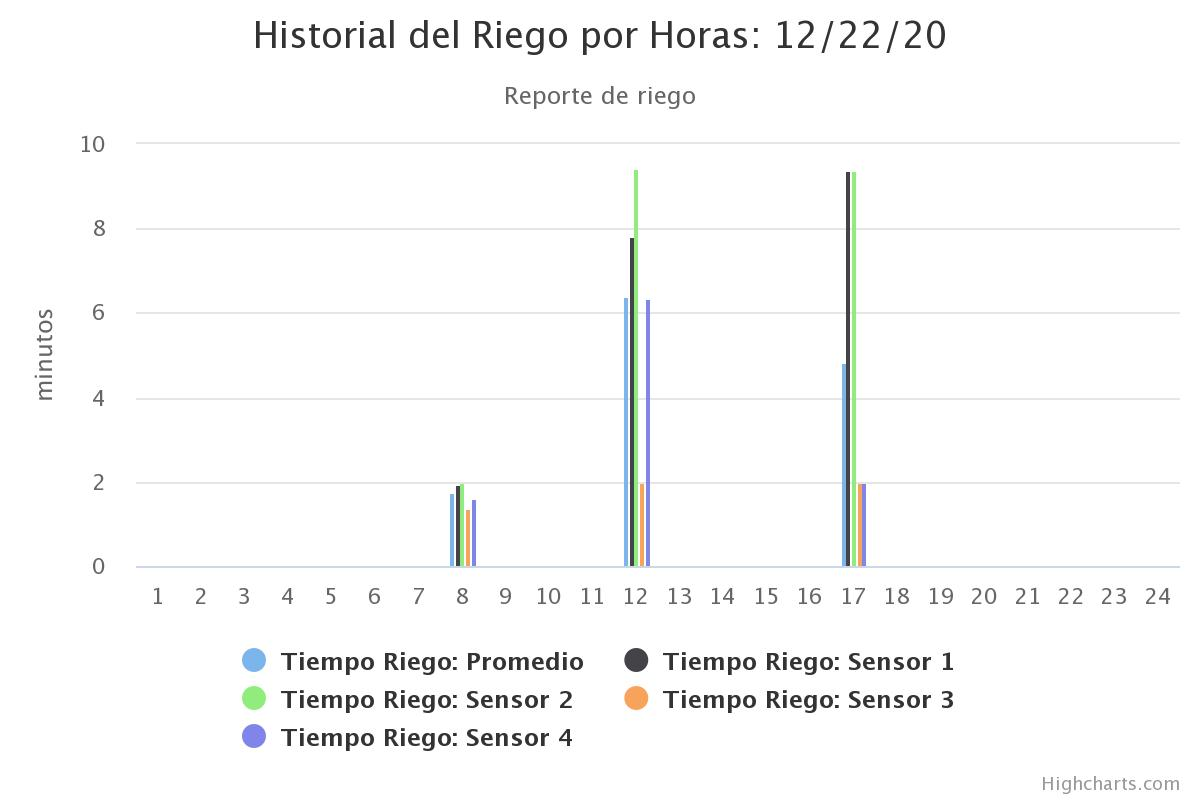 Historial del Riego por Horas: 12/22/20
Reporte de riego
minutos
10
8
6
4
2
0
1 2 3 4 5 6 7 8 9 10 11 12 13 14 15 16 17 18 19 20 21 22 23 24
Tiempo Riego: Promedio Tiempo Riego: Sensor 1
Tiempo Riego: Sensor 2 Tiempo Riego: Sensor 3
Tiempo Riego: Sensor 4
Highcharts.com